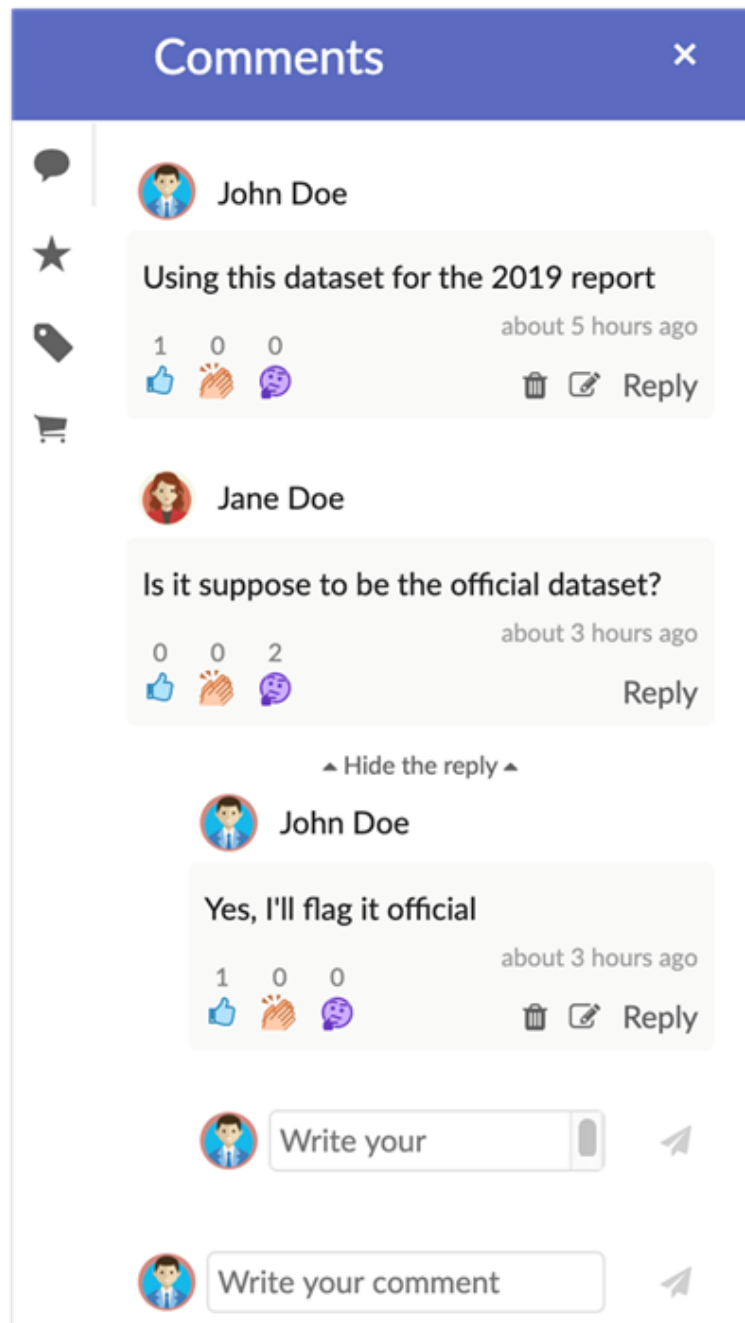 Comments ×
John Doe
Using this dataset for the 2019 report
about 5 hours ago
1 0 0
Reply
Jane Doe
Is it suppose to be the official dataset?
about 3 hours ago
0 0 2
Reply
Hide the reply
John Doe
Yes, I'll flag it official
about 3 hours ago
1 0 0
Reply
Write your
Write your comment